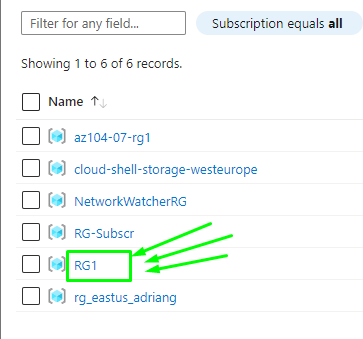 Filter for any field...
Subscription equals all
Showing 1 to 6 of 6 records.
Name ↑↓
az104-07-rg1
cloud-shell-storage-westeurope
NetworkWatcherRG
RG-Subscr
RG1
rg_eastus_adriang